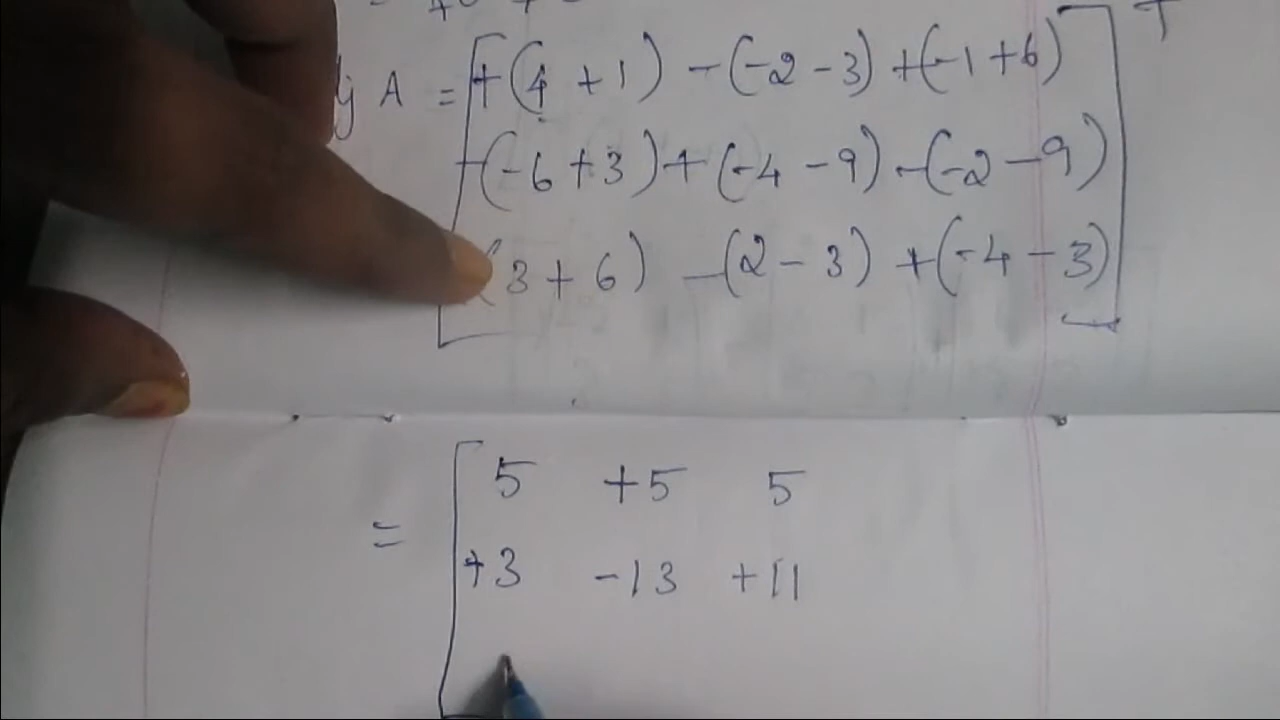 j A = [ +(4 + 1) -(-2 - 3) +(-1 + 6) ] T
-(-6 + 3) +(-4 - 9) -(-2 - 9)
(3 + 6) -(2 - 3) +(-4 - 3)
= [ 5 +5 5
+3 -13 +11